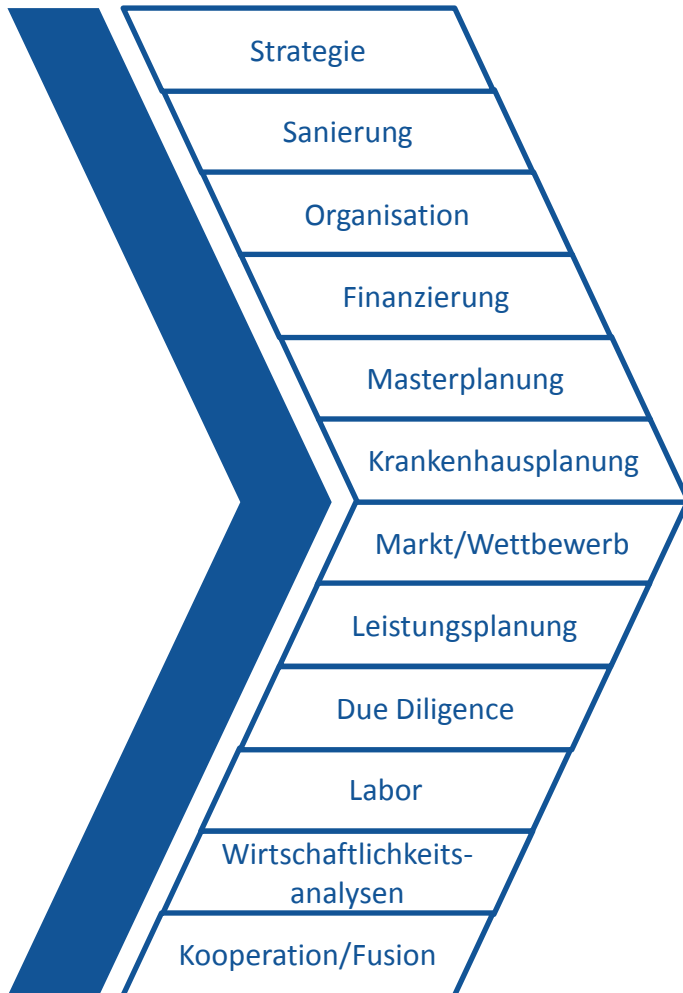 Strategie
Sanierung
Organisation
Finanzierung
Masterplanung
Krankenhausplanung
Markt/Wettbewerb
Leistungsplanung
Due Diligence
Labor
Wirtschaftlichkeits-
analysen
Kooperation/Fusion